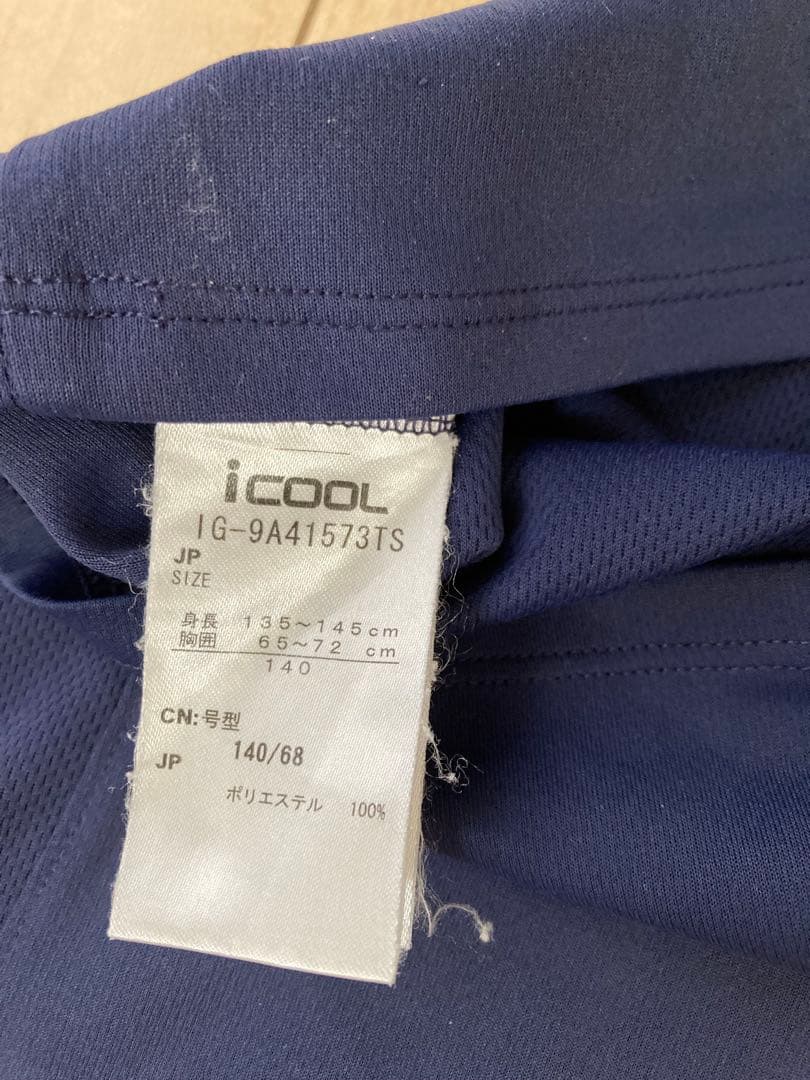 iCOOL
IG-9A41573TS
JP
SIZE
身長 135～145cm
胸囲 65～72 cm
140
CN:号型
JP 140/68
ポリエステル 100%